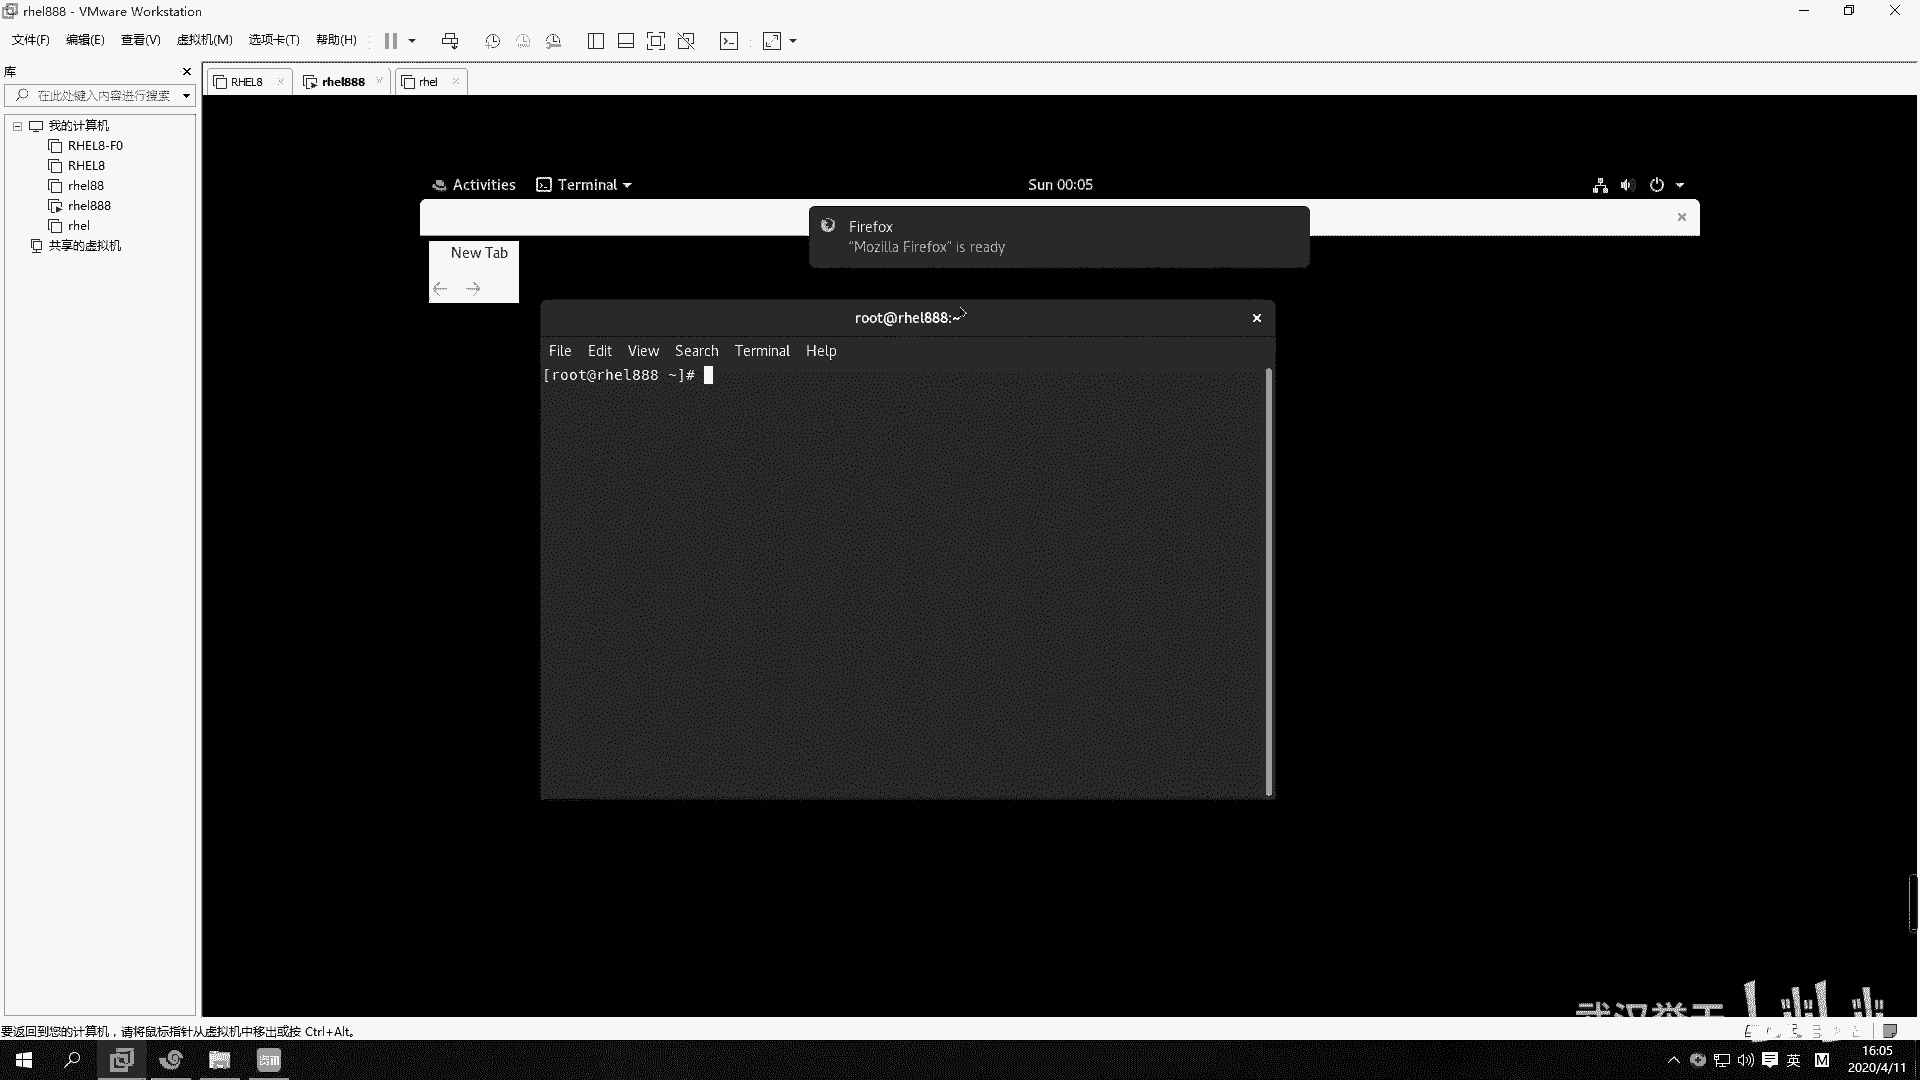 rhel888 - VMware Workstation
文件(F) 编辑(E) 查看(V) 虚拟机(M) 选项卡(T) 帮助(H)
库
在此处键入内容进行搜索
我的计算机
RHEL8-F0
RHEL8
rhel88
rhel888
rhel
共享的虚拟机
RHEL8 rhel888 rhel
Activities Terminal Sun 00:05
Firefox
“Mozilla Firefox” is ready
New Tab
root@rhel888:~
File Edit View Search Terminal Help
[root@rhel888 ~]#
要返回到您的计算机，请将鼠标指针从虚拟机中移出或按 Ctrl+Alt。
英 M
16:05
2020/4/11